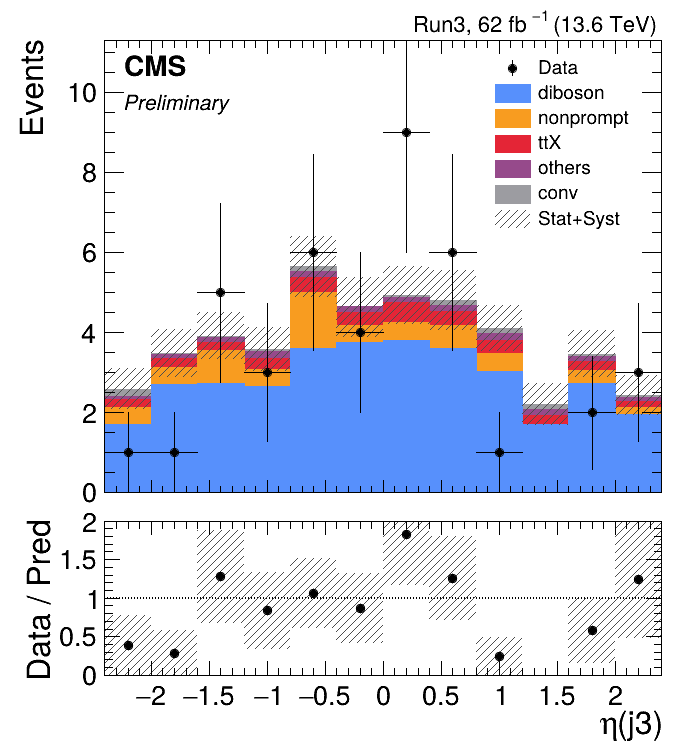 Run3, 62 fb⁻¹ (13.6 TeV)
CMS
Preliminary
Events
10
8
6
4
2
0
Data
diboson
nonprompt
ttX
others
conv
Stat+Syst
Data / Pred
2
1.5
1
0.5
0
−2 −1.5 −1 −0.5 0 0.5 1 1.5 2
η(j3)